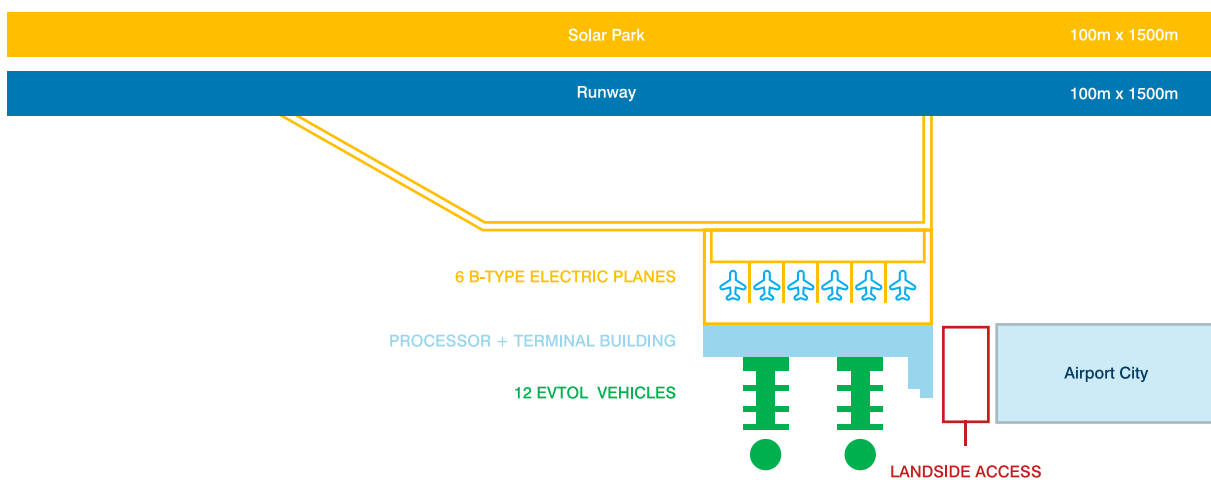 Solar Park 100m x 1500m
Runway 100m x 1500m
6 B-TYPE ELECTRIC PLANES
PROCESSOR + TERMINAL BUILDING
Airport City
12 EVTOL VEHICLES
LANDSIDE ACCESS